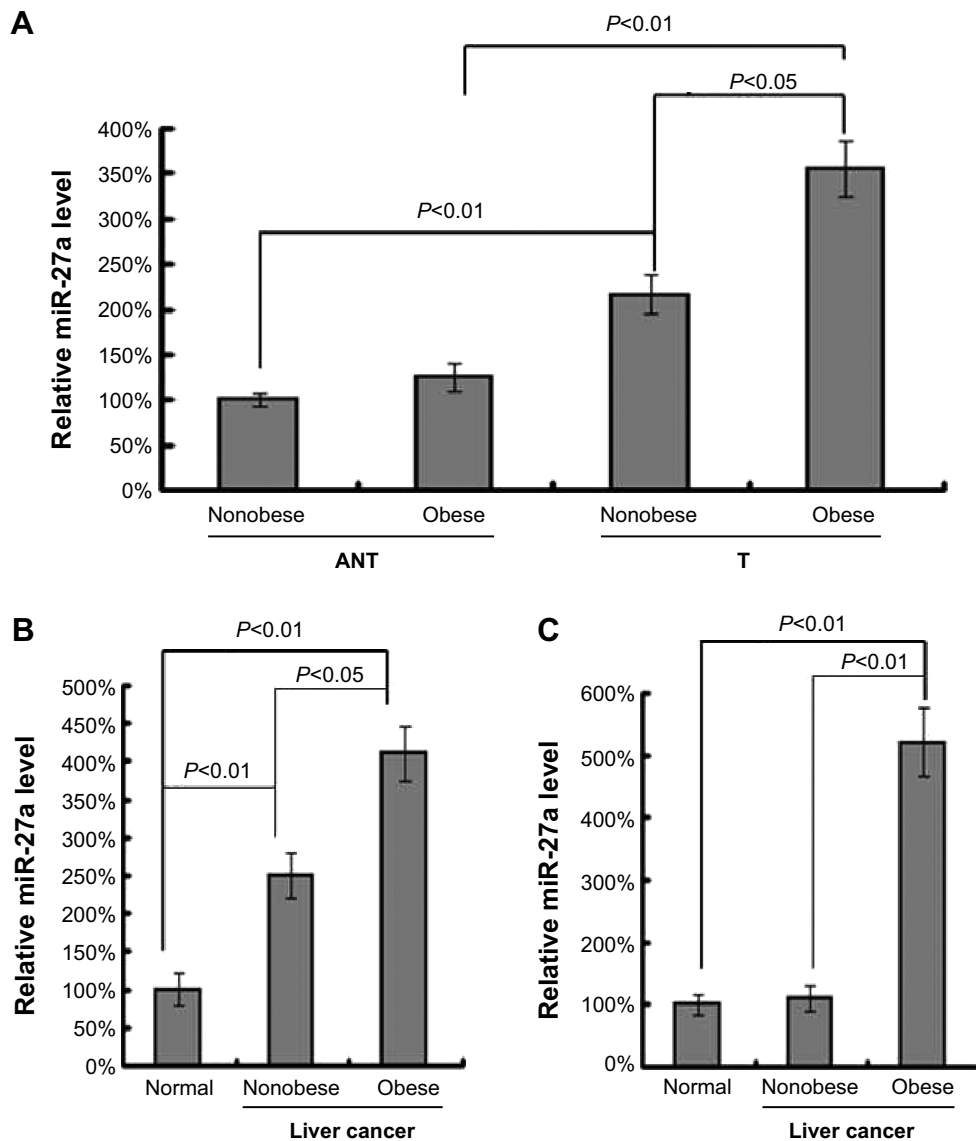 A
P<0.01
P<0.05
P<0.01
Relative miR-27a level
400%
350%
300%
250%
200%
150%
100%
50%
0%
Nonobese Obese Nonobese Obese
ANT T
B
P<0.01
P<0.05
P<0.01
Relative miR-27a level
500%
450%
400%
350%
300%
250%
200%
150%
100%
50%
0%
Normal Nonobese Obese
Liver cancer
C
P<0.01
P<0.01
Relative miR-27a level
600%
500%
400%
300%
200%
100%
0%
Normal Nonobese Obese
Liver cancer